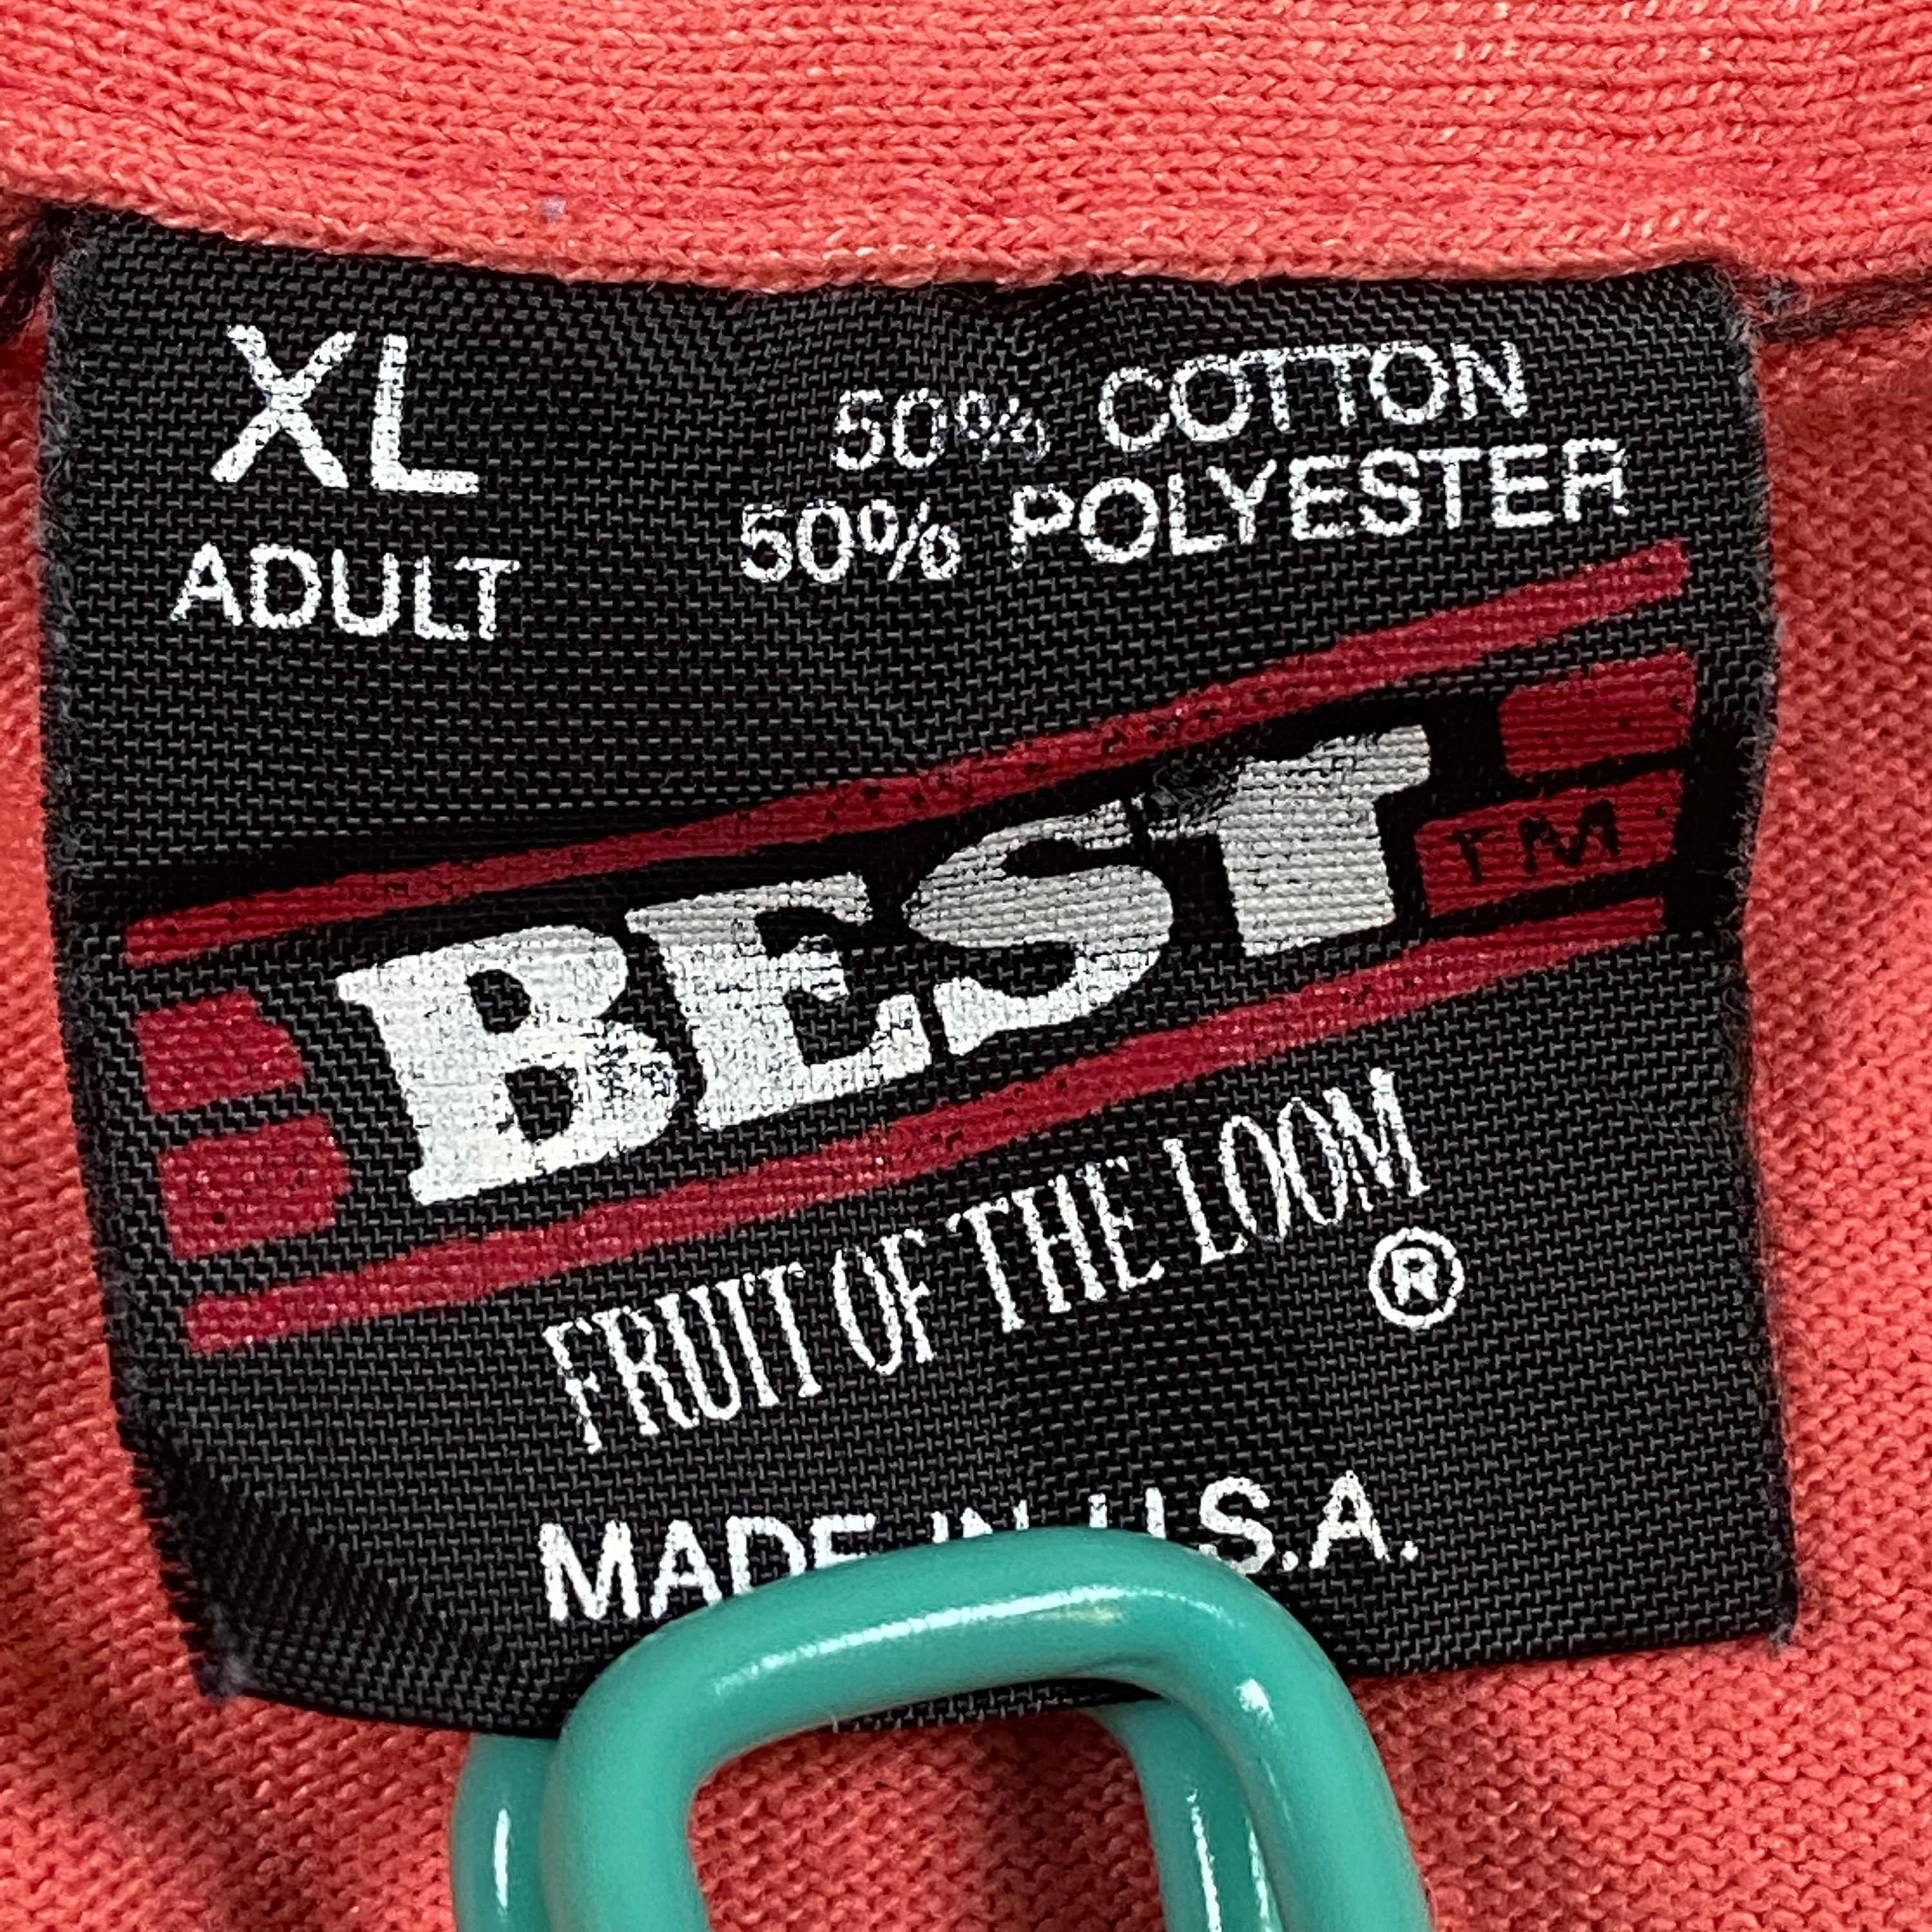 XL
ADULT
50% COTTON
50% POLYESTER
BEST
TM
FRUIT OF THE LOOM
®
MADE IN U.S.A.